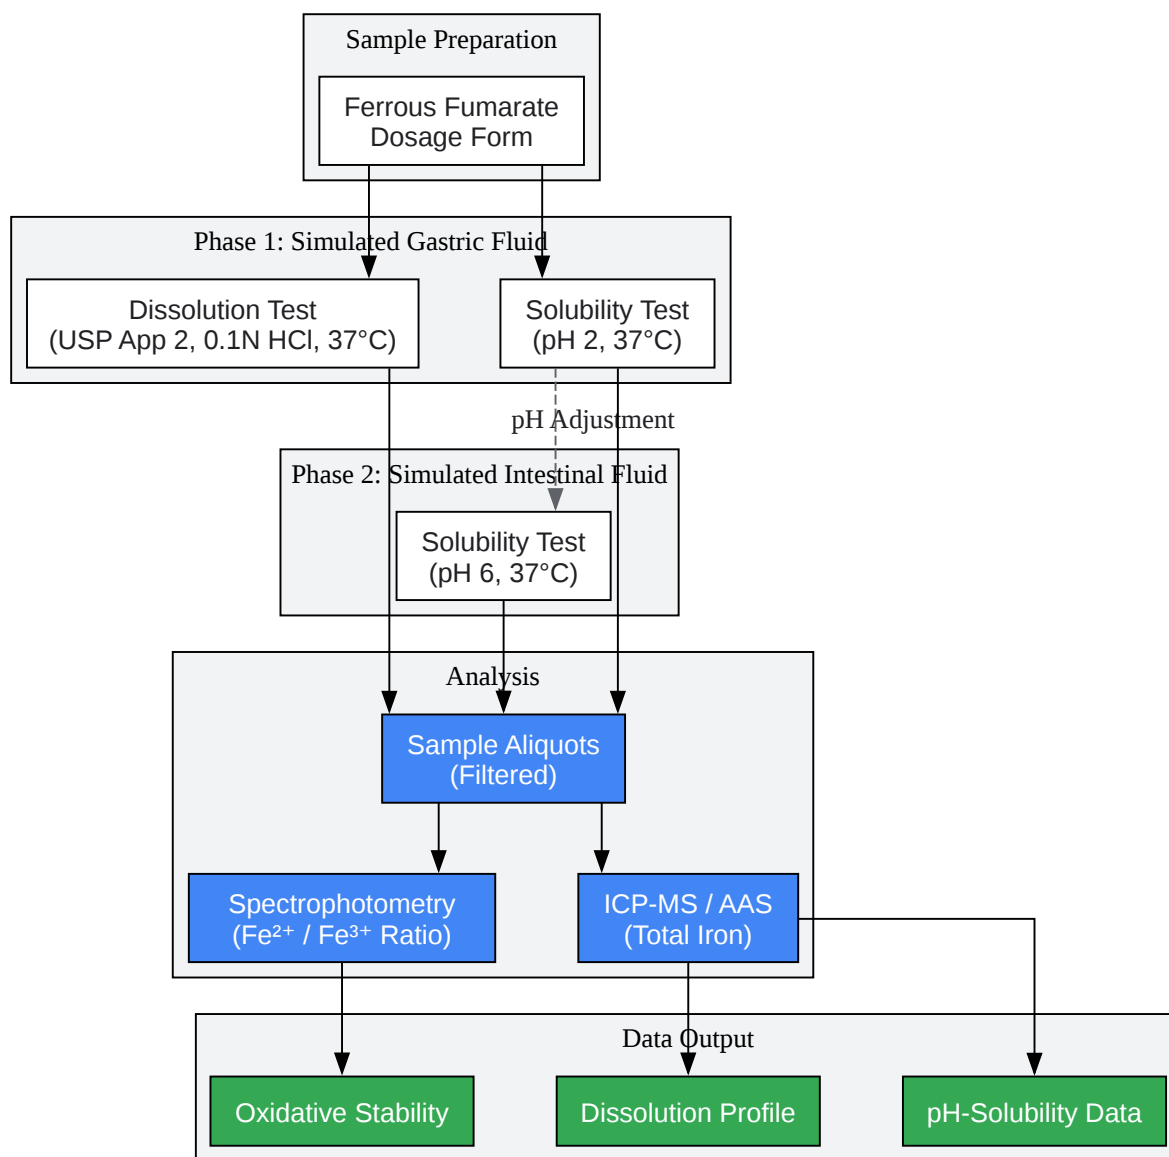 Sample Preparation
Ferrous Fumarate
Dosage Form
Phase 1: Simulated Gastric Fluid
Dissolution Test
(USP App 2, 0.1N HCl, 37°C)
Solubility Test
(pH 2, 37°C)
pH Adjustment
Phase 2: Simulated Intestinal Fluid
Solubility Test
(pH 6, 37°C)
Analysis
Sample Aliquots
(Filtered)
Spectrophotometry
(Fe²⁺ / Fe³⁺ Ratio)
ICP-MS / AAS
(Total Iron)
Data Output
Oxidative Stability
Dissolution Profile
pH-Solubility Data